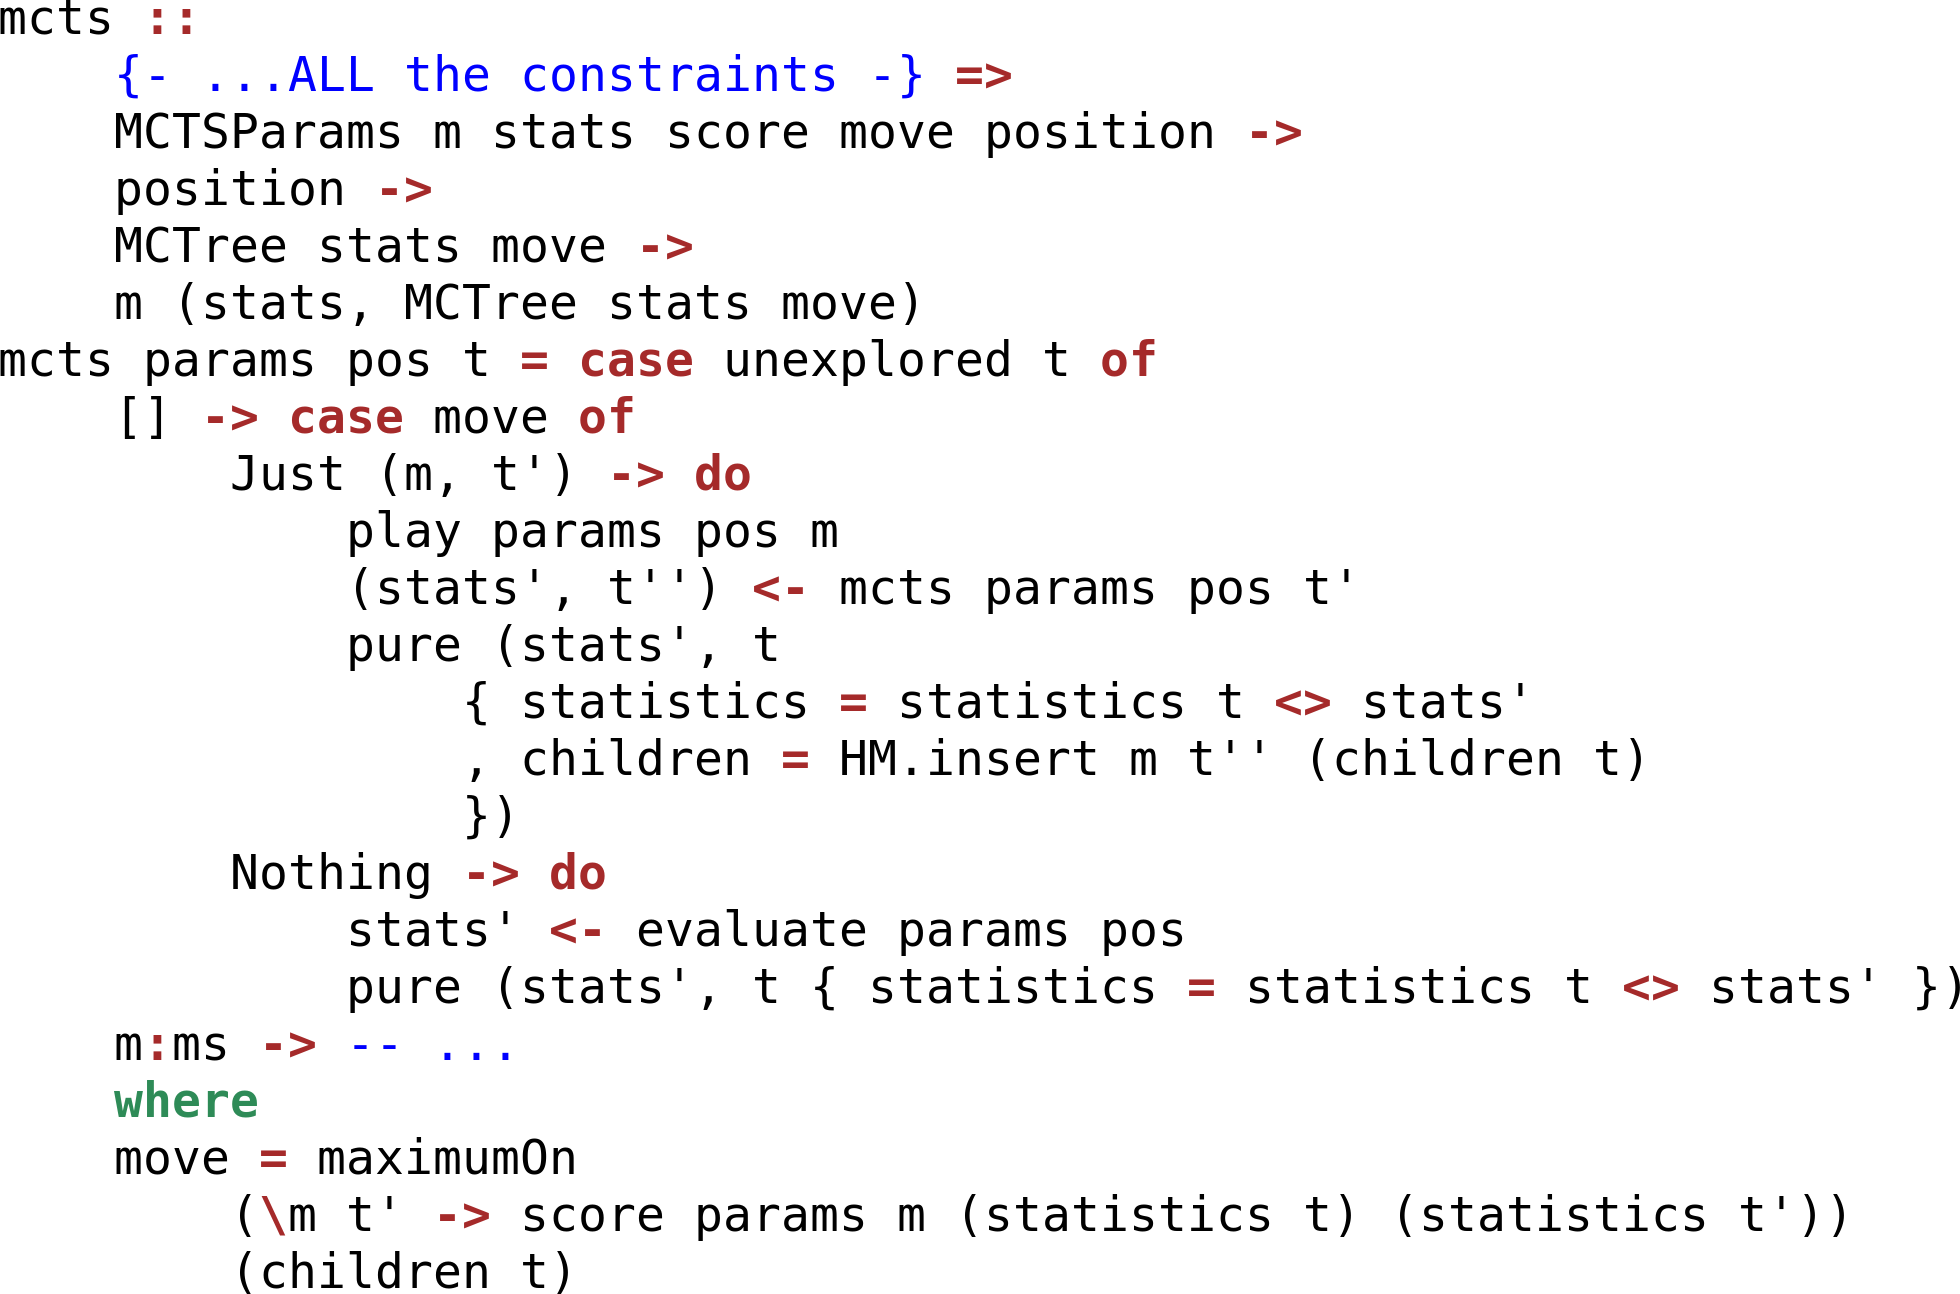 mcts ::
    {- ...ALL the constraints -} =>
    MCTSParams m stats score move position ->
    position ->
    MCTree stats move ->
    m (stats, MCTree stats move)
mcts params pos t = case unexplored t of
    [] -> case move of
        Just (m, t') -> do
            play params pos m
            (stats', t'') <- mcts params pos t'
            pure (stats', t
                { statistics = statistics t <> stats'
                , children = HM.insert m t'' (children t)
                })
        Nothing -> do
            stats' <- evaluate params pos
            pure (stats', t { statistics = statistics t <> stats' })
    m:ms -> -- ...
    where
    move = maximumOn
        (\m t' -> score params m (statistics t) (statistics t'))
        (children t)